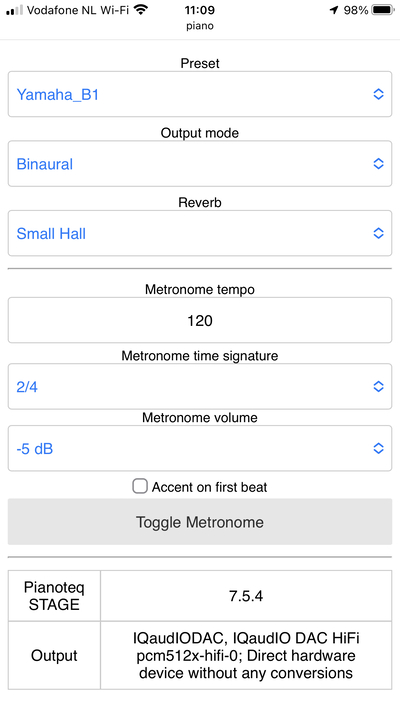 Vodafone NL Wi-Fi 11:09 98%
piano
Preset
Yamaha_B1
Output mode
Binaural
Reverb
Small Hall
Metronome tempo
120
Metronome time signature
2/4
Metronome volume
-5 dB
Accent on first beat
Toggle Metronome
Pianoteq
STAGE
7.5.4
Output
IQaudIODAC, IQaudIO DAC HiFi
pcm512x-hifi-0; Direct hardware
device without any conversions